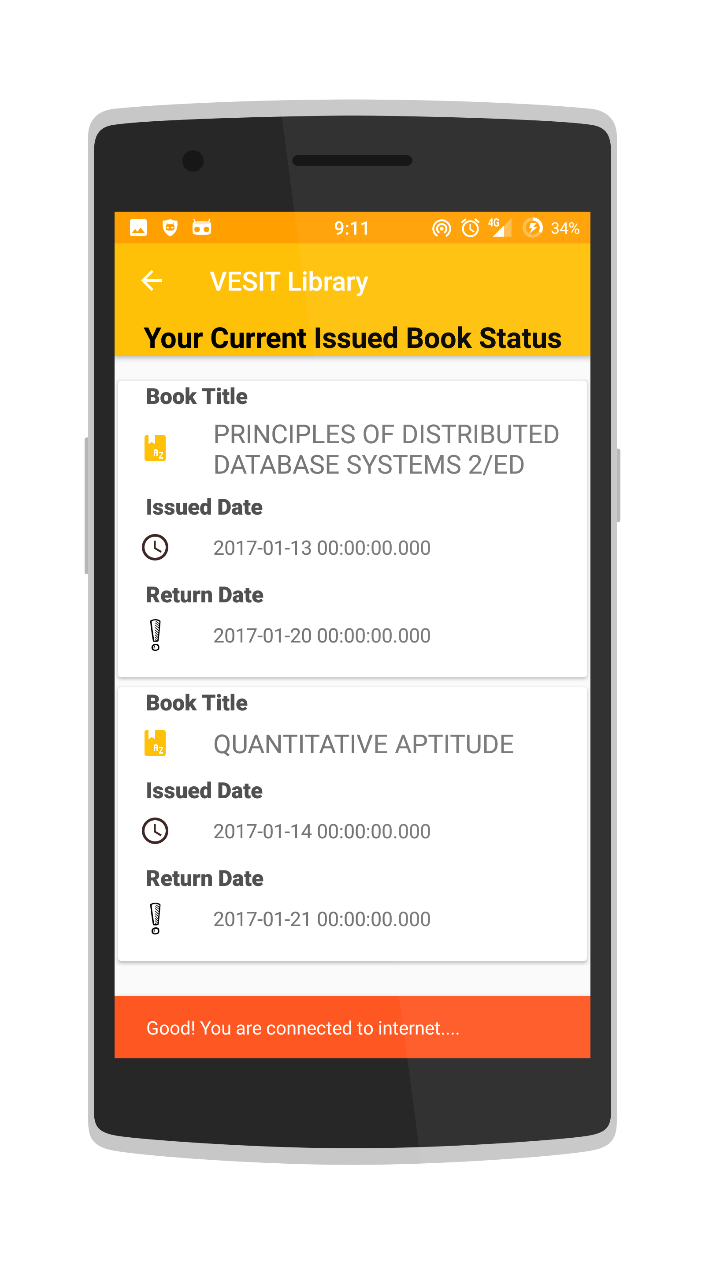 9:11
4G
34%
VESIT Library
Your Current Issued Book Status
Book Title
PRINCIPLES OF DISTRIBUTED
DATABASE SYSTEMS 2/ED
Issued Date
2017-01-13 00:00:00.000
Return Date
2017-01-20 00:00:00.000
Book Title
QUANTITATIVE APTITUDE
Issued Date
2017-01-14 00:00:00.000
Return Date
2017-01-21 00:00:00.000
Good! You are connected to internet....